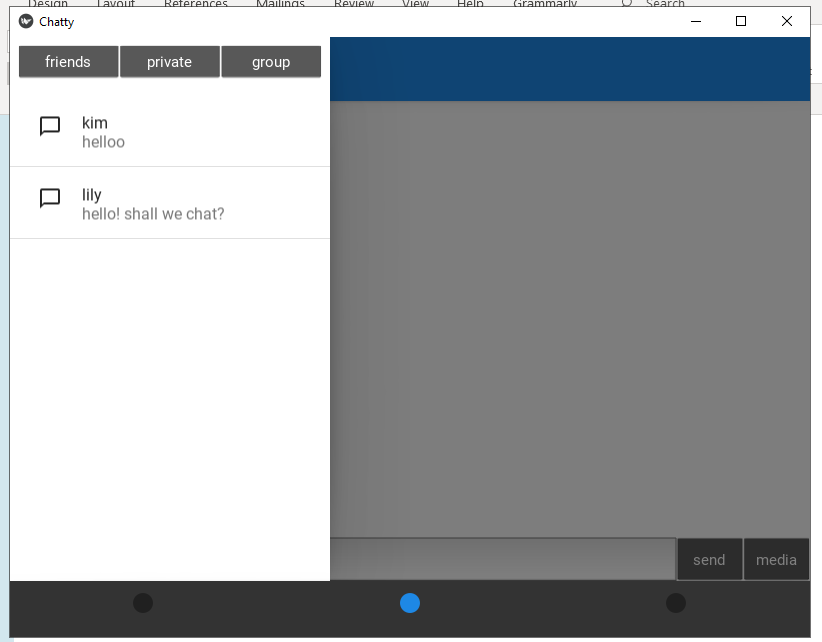 Design Layout References Mailings Review View Help Grammarly Search
Chatty
friends private group
kim
helloo
lily
hello! shall we chat?
send media